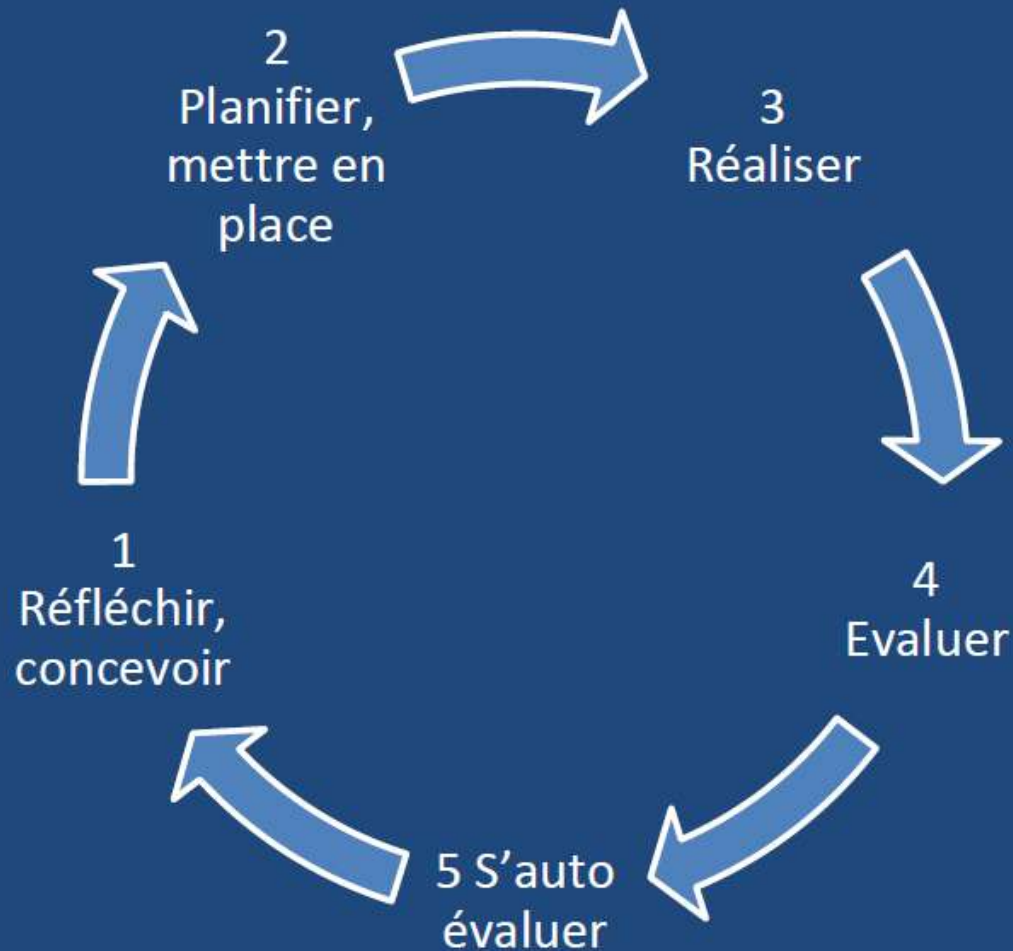 1
Réfléchir,
concevoir
2
Planifier,
mettre en
place
3
Réaliser
4
Evaluer
5 S’auto
évaluer